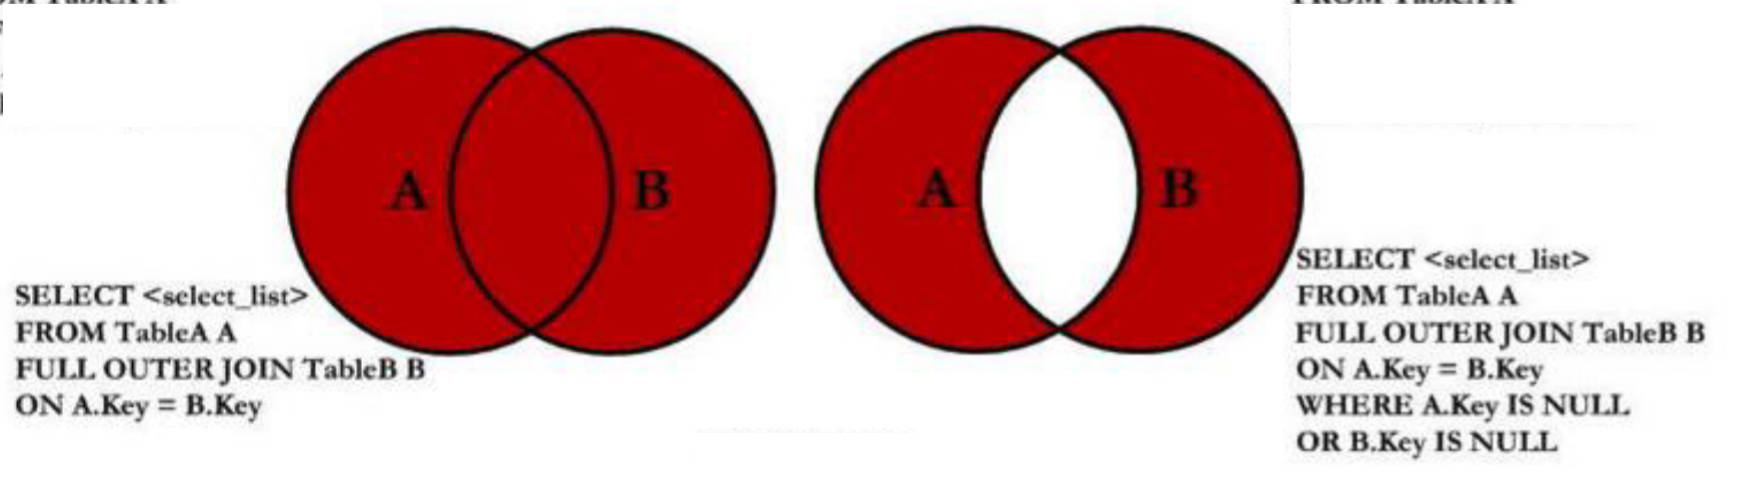 FROM TableA A
A
B
SELECT <select_list>
FROM TableA A
FULL OUTER JOIN TableB B
ON A.Key = B.Key
A
B
SELECT <select_list>
FROM TableA A
FULL OUTER JOIN TableB B
ON A.Key = B.Key
WHERE A.Key IS NULL
OR B.Key IS NULL